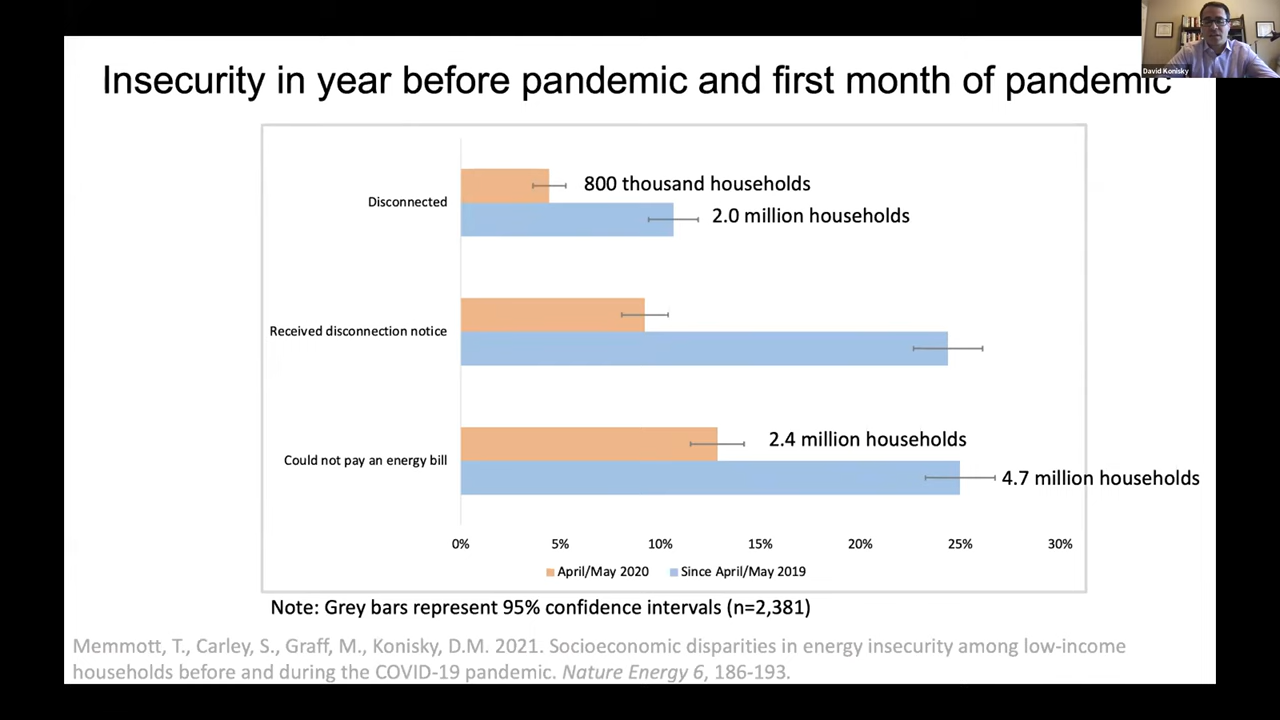 David Konisky
Insecurity in year before pandemic and first month of pandemic
Disconnected
800 thousand households
2.0 million households
Received disconnection notice
Could not pay an energy bill
2.4 million households
4.7 million households
0% 5% 10% 15% 20% 25% 30%
April/May 2020 Since April/May 2019
Note: Grey bars represent 95% confidence intervals (n=2,381)
Memmott, T., Carley, S., Graff, M., Konisky, D.M. 2021. Socioeconomic disparities in energy insecurity among low-income
households before and during the COVID-19 pandemic. Nature Energy 6, 186-193.